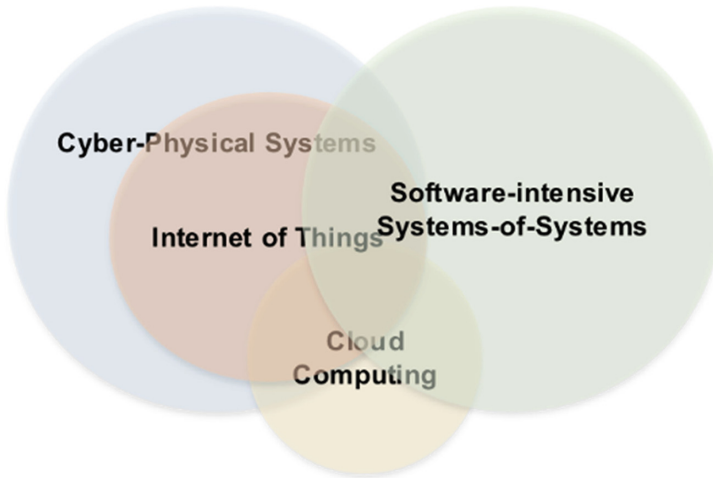 Cyber-Physical Systems
Software-intensive
Systems-of-Systems
Internet of Things
Cloud
Computing